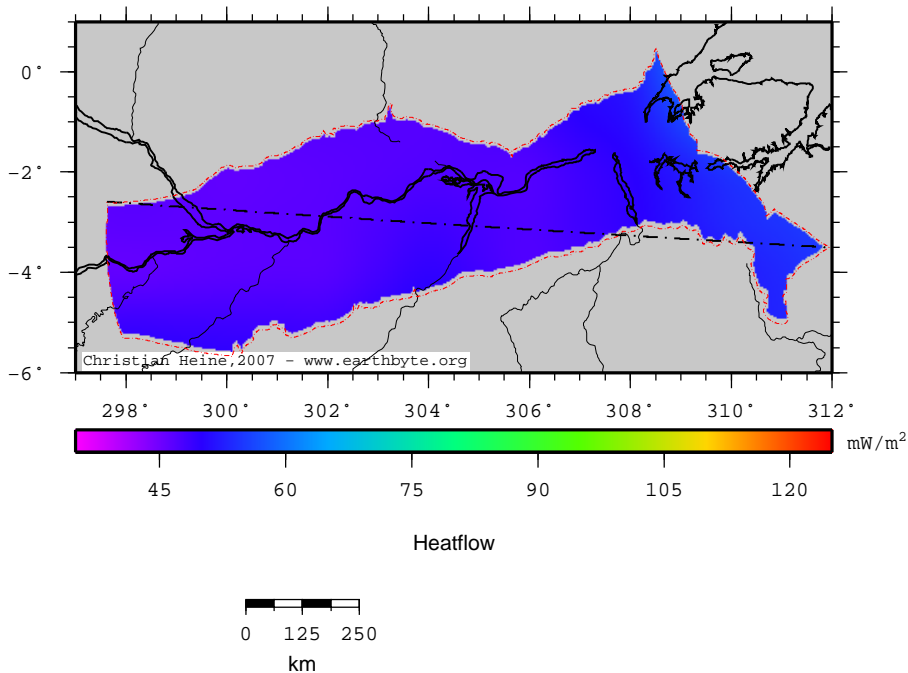 0°
−2°
−4°
−6°
Christian Heine,2007 − www.earthbyte.org
298° 300° 302° 304° 306° 308° 310° 312°
mW/m²
45 60 75 90 105 120
Heatflow
0 125 250
km